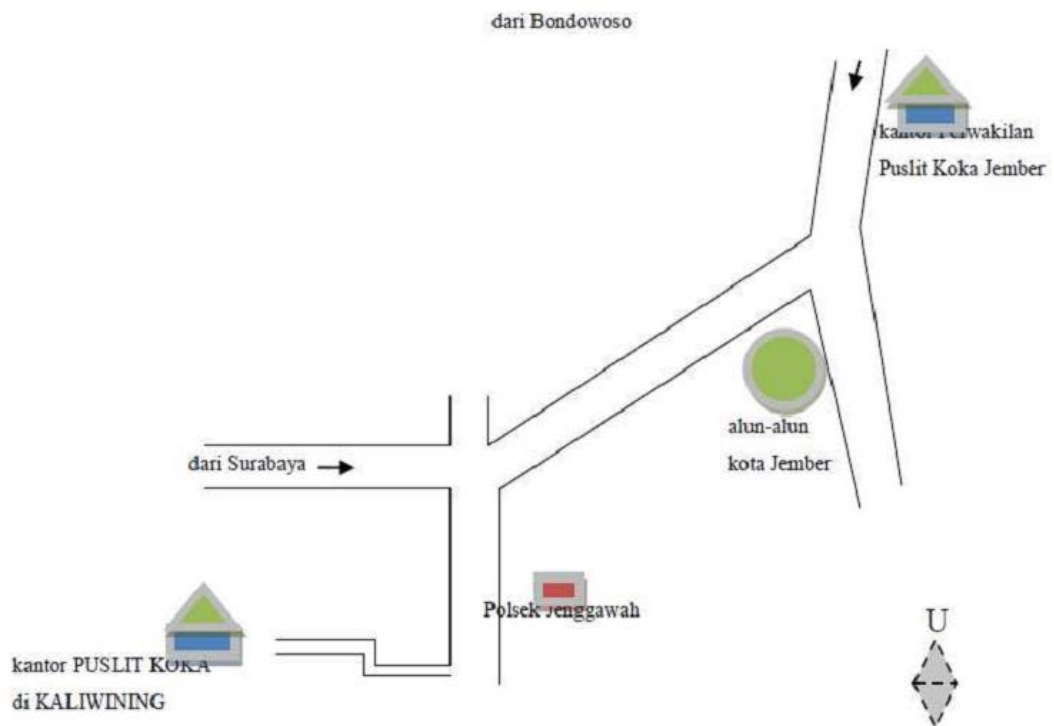 dari Bondowoso
kantor Perwakilan
Puslit Koka Jember
alun-alun
kota Jember
dari Surabaya
Polsek Jenggawah
kantor PUSLIT KOKA
di KALIWINING
U